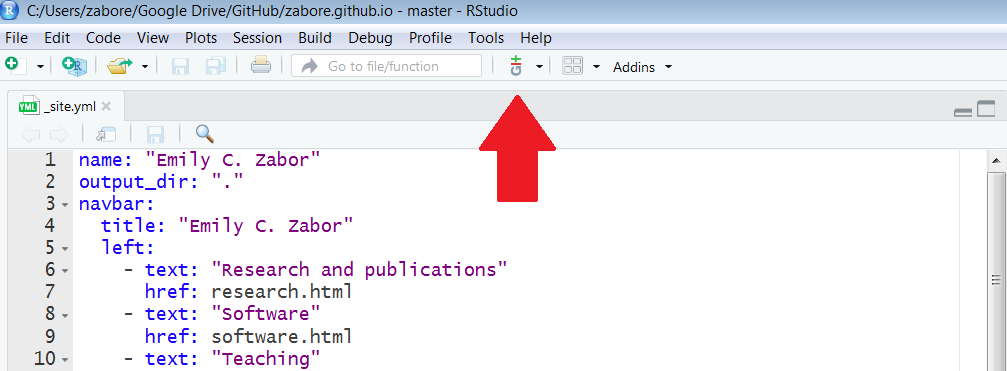 C:/Users/zabore/Google Drive/GitHub/zabore.github.io - master - RStudio
File Edit Code View Plots Session Build Debug Profile Tools Help
Go to file/function Git Addins
_site.yml
1 name: "Emily C. Zabor"
2 output_dir: "."
3 navbar:
4 title: "Emily C. Zabor"
5 left:
6 - text: "Research and publications"
7 href: research.html
8 - text: "Software"
9 href: software.html
10 - text: "Teaching"